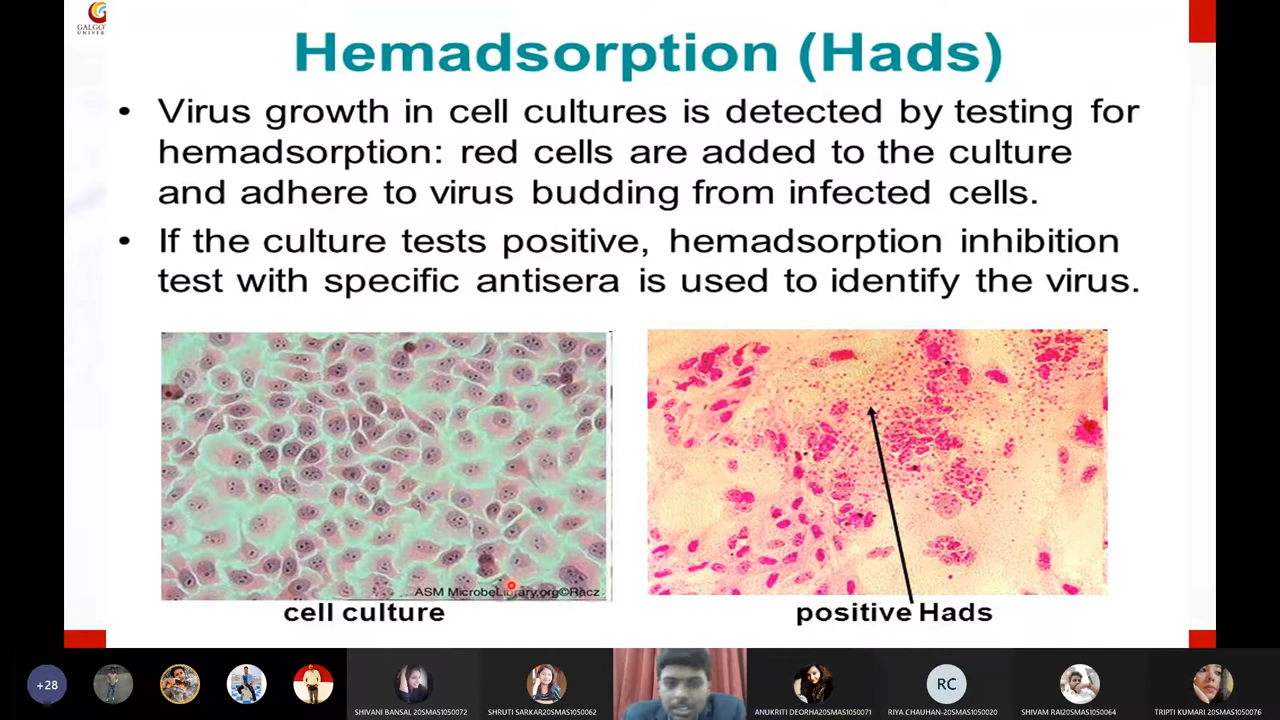 GALGO
UNIVER
Hemadsorption (Hads)
• Virus growth in cell cultures is detected by testing for
hemadsorption: red cells are added to the culture
and adhere to virus budding from infected cells.
• If the culture tests positive, hemadsorption inhibition
test with specific antisera is used to identify the virus.
ASM MicrobeLibrary.org©Racz
cell culture
positive Hads
+28
SHIVANI BANSAL 20SMAS1050072
SHRUTI SARKAR20SMAS1050062
ANUKRITI DEORHA20SMAS1050071
RC
RIYA CHAUHAN-20SMAS1050020
SHIVAM RAI20SMAS1050064
TRIPTI KUMARI 20SMAS1050076